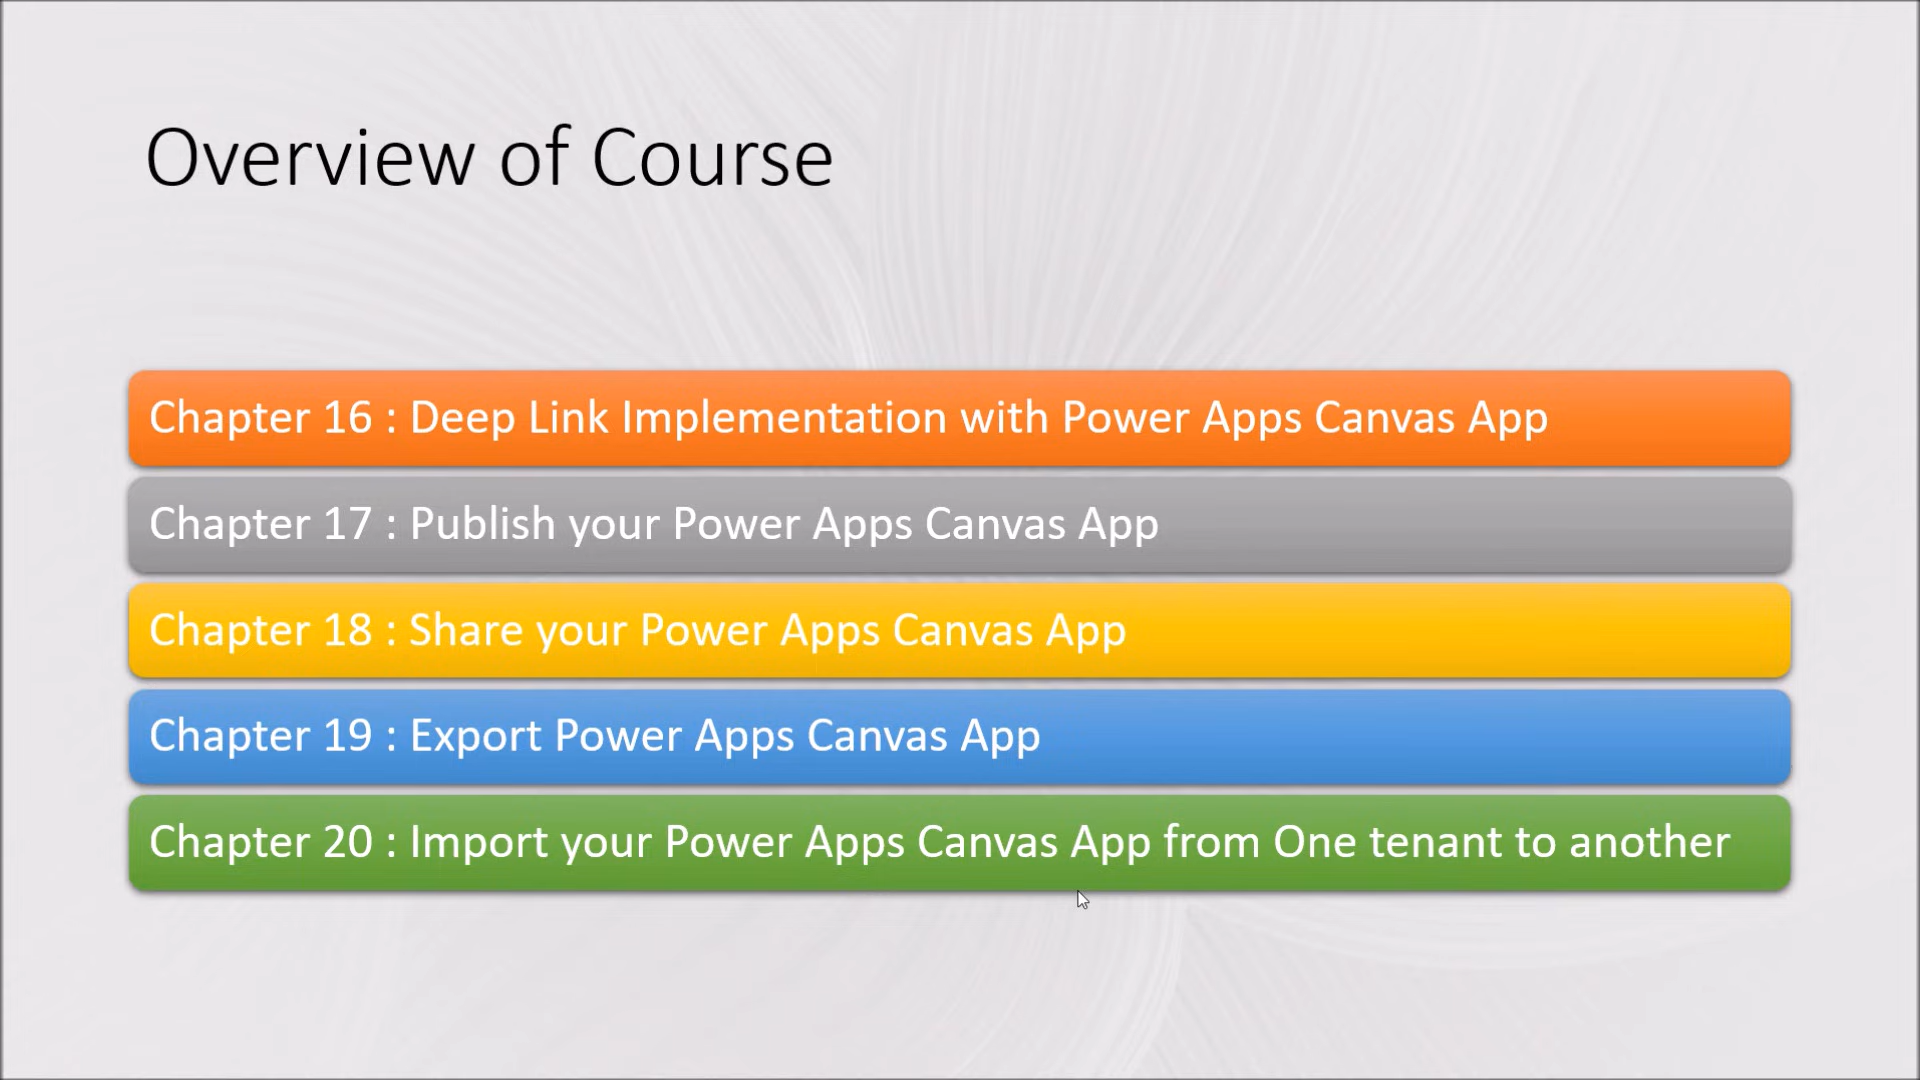 Overview of Course
Chapter 16 : Deep Link Implementation with Power Apps Canvas App
Chapter 17 : Publish your Power Apps Canvas App
Chapter 18 : Share your Power Apps Canvas App
Chapter 19 : Export Power Apps Canvas App
Chapter 20 : Import your Power Apps Canvas App from One tenant to another